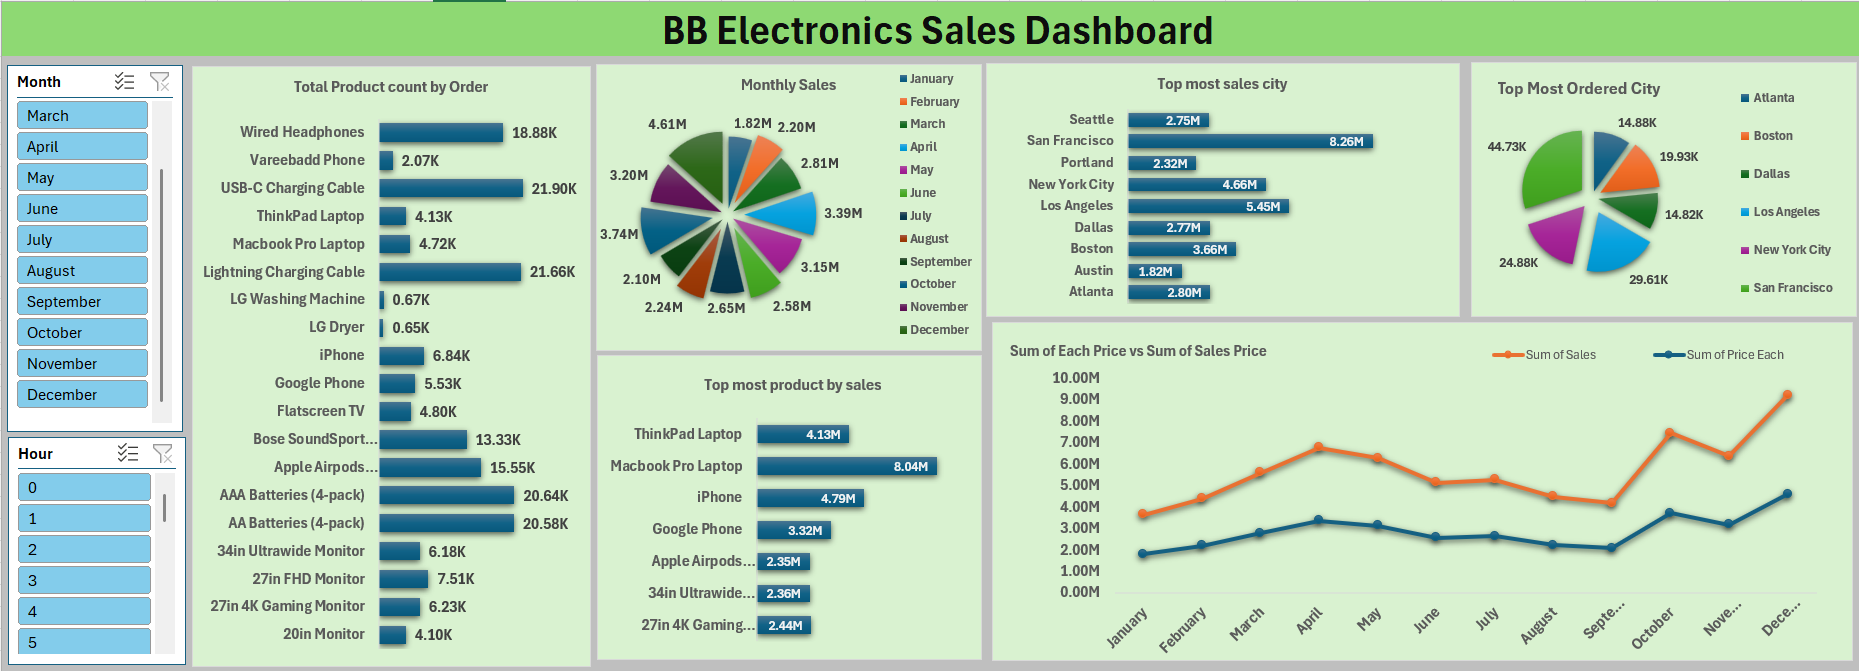 BB Electronics Sales Dashboard
Month
March
April
May
June
July
August
September
October
November
December
Hour
0
1
2
3
4
5
Total Product count by Order
Wired Headphones 18.88K
Vareebadd Phone 2.07K
USB-C Charging Cable 21.90K
ThinkPad Laptop 4.13K
Macbook Pro Laptop 4.72K
Lightning Charging Cable 21.66K
LG Washing Machine 0.67K
LG Dryer 0.65K
iPhone 6.84K
Google Phone 5.53K
Flatscreen TV 4.80K
Bose SoundSport... 13.33K
Apple Airpods... 15.55K
AAA Batteries (4-pack) 20.64K
AA Batteries (4-pack) 20.58K
34in Ultrawide Monitor 6.18K
27in FHD Monitor 7.51K
27in 4K Gaming Monitor 6.23K
20in Monitor 4.10K
Monthly Sales
1.82M
2.20M
2.81M
3.39M
3.15M
2.58M
2.65M
2.24M
2.10M
3.74M
3.20M
4.61M
January
February
March
April
May
June
July
August
September
October
November
December
Top most product by sales
ThinkPad Laptop 4.13M
Macbook Pro Laptop 8.04M
iPhone 4.79M
Google Phone 3.32M
Apple Airpods... 2.35M
34in Ultrawide... 2.36M
27in 4K Gaming... 2.44M
Top most sales city
Seattle 2.75M
San Francisco 8.26M
Portland 2.32M
New York City 4.66M
Los Angeles 5.45M
Dallas 2.77M
Boston 3.66M
Austin 1.82M
Atlanta 2.80M
Top Most Ordered City
14.88K
19.93K
14.82K
29.61K
24.88K
44.73K
Atlanta
Boston
Dallas
Los Angeles
New York City
San Francisco
Sum of Each Price vs Sum of Sales Price
Sum of Sales
Sum of Price Each
10.00M
9.00M
8.00M
7.00M
6.00M
5.00M
4.00M
3.00M
2.00M
1.00M
0.00M
January
February
March
April
May
June
July
August
Septe...
October
Nove...
Dece...